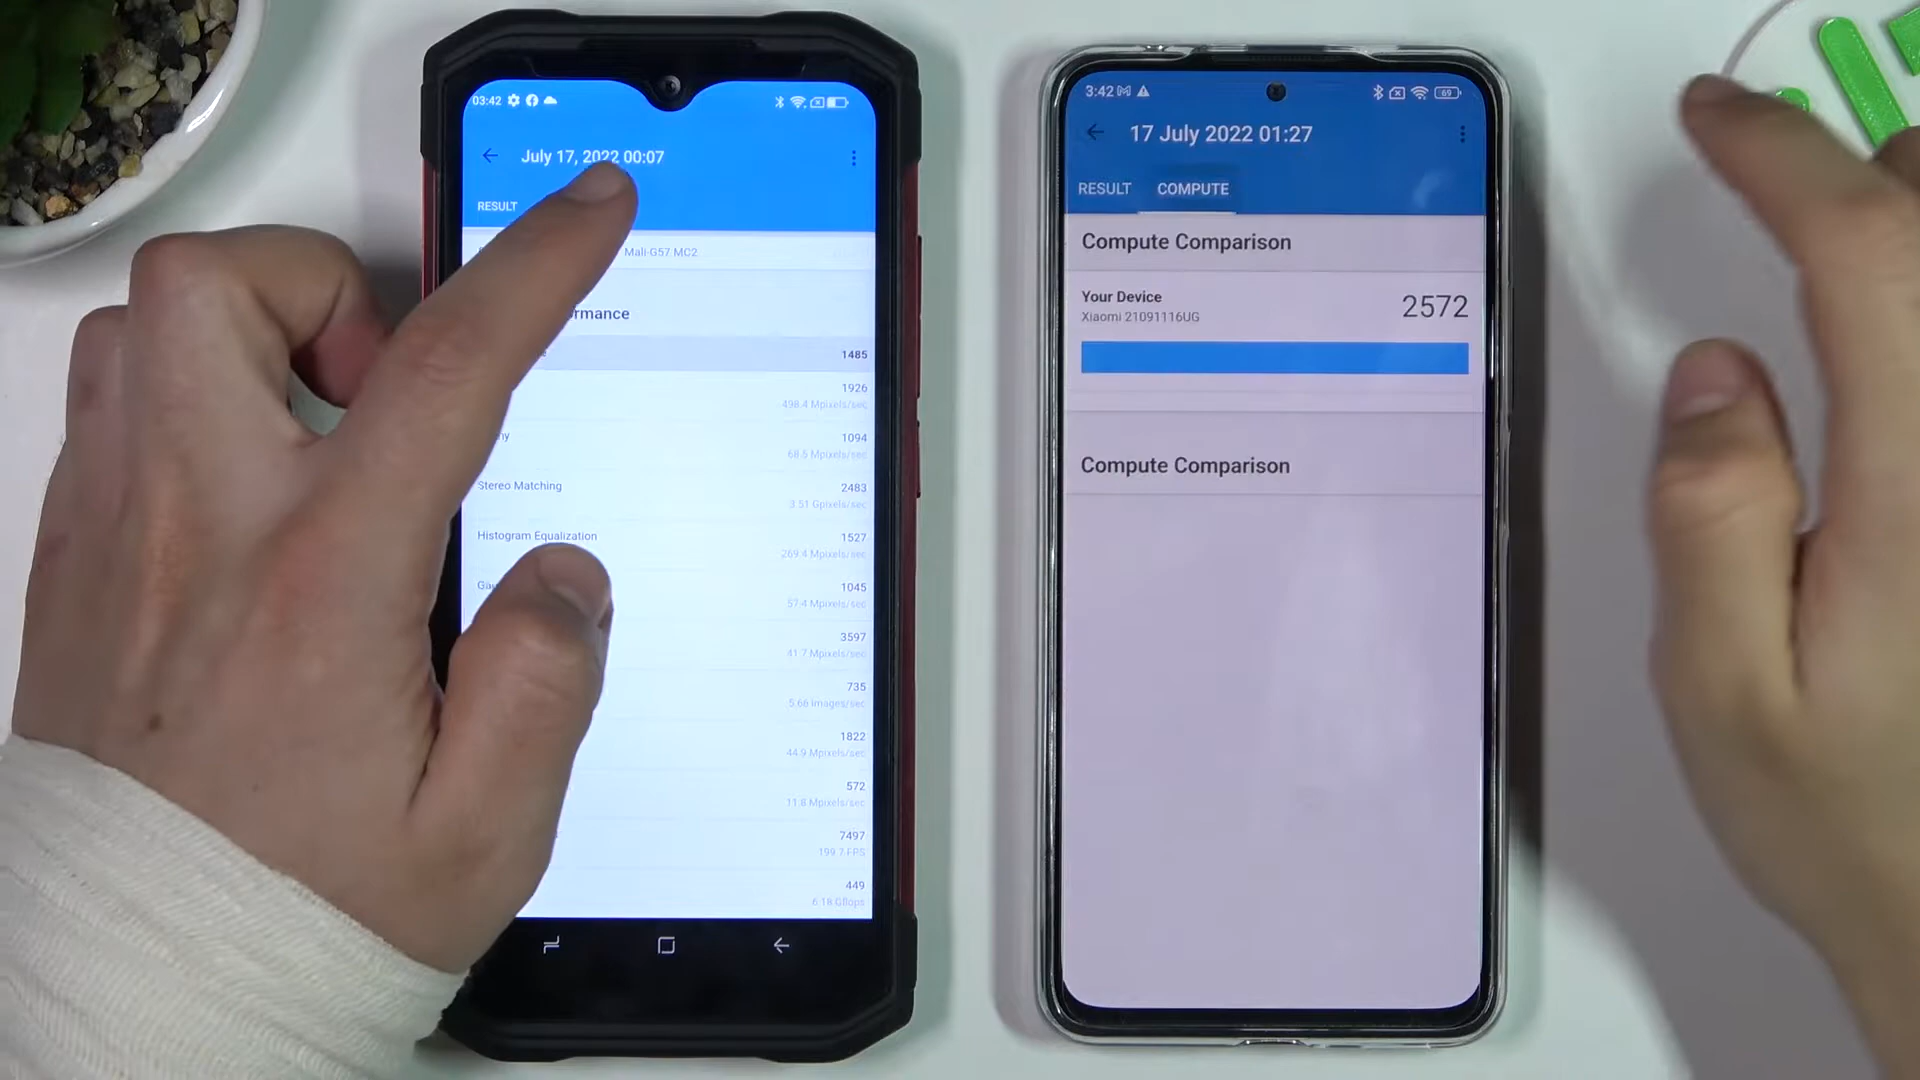 03:42
July 17, 2022 00:07
RESULT
Mali-G57 MC2
rmance
1485
1926
498.4 Mpixels/sec
ny
1094
68.5 Mpixels/sec
Stereo Matching
2483
3.51 Gpixels/sec
Histogram Equalization
1527
269.4 Mpixels/sec
Gau
1045
57.4 Mpixels/sec
3597
41.7 Mpixels/sec
735
5.66 images/sec
1822
44.9 Mpixels/sec
572
11.8 Mpixels/sec
7497
199.7 FPS
449
6.18 Gflops
3:42
69
17 July 2022 01:27
RESULT COMPUTE
Compute Comparison
Your Device
2572
Xiaomi 21091116UG
Compute Comparison